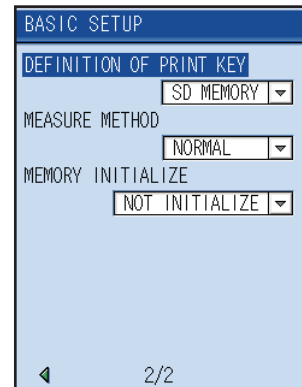 BASIC SETUP
DEFINITION OF PRINT KEY
SD MEMORY
MEASURE METHOD
NORMAL
MEMORY INITIALIZE
NOT INITIALIZE
2/2